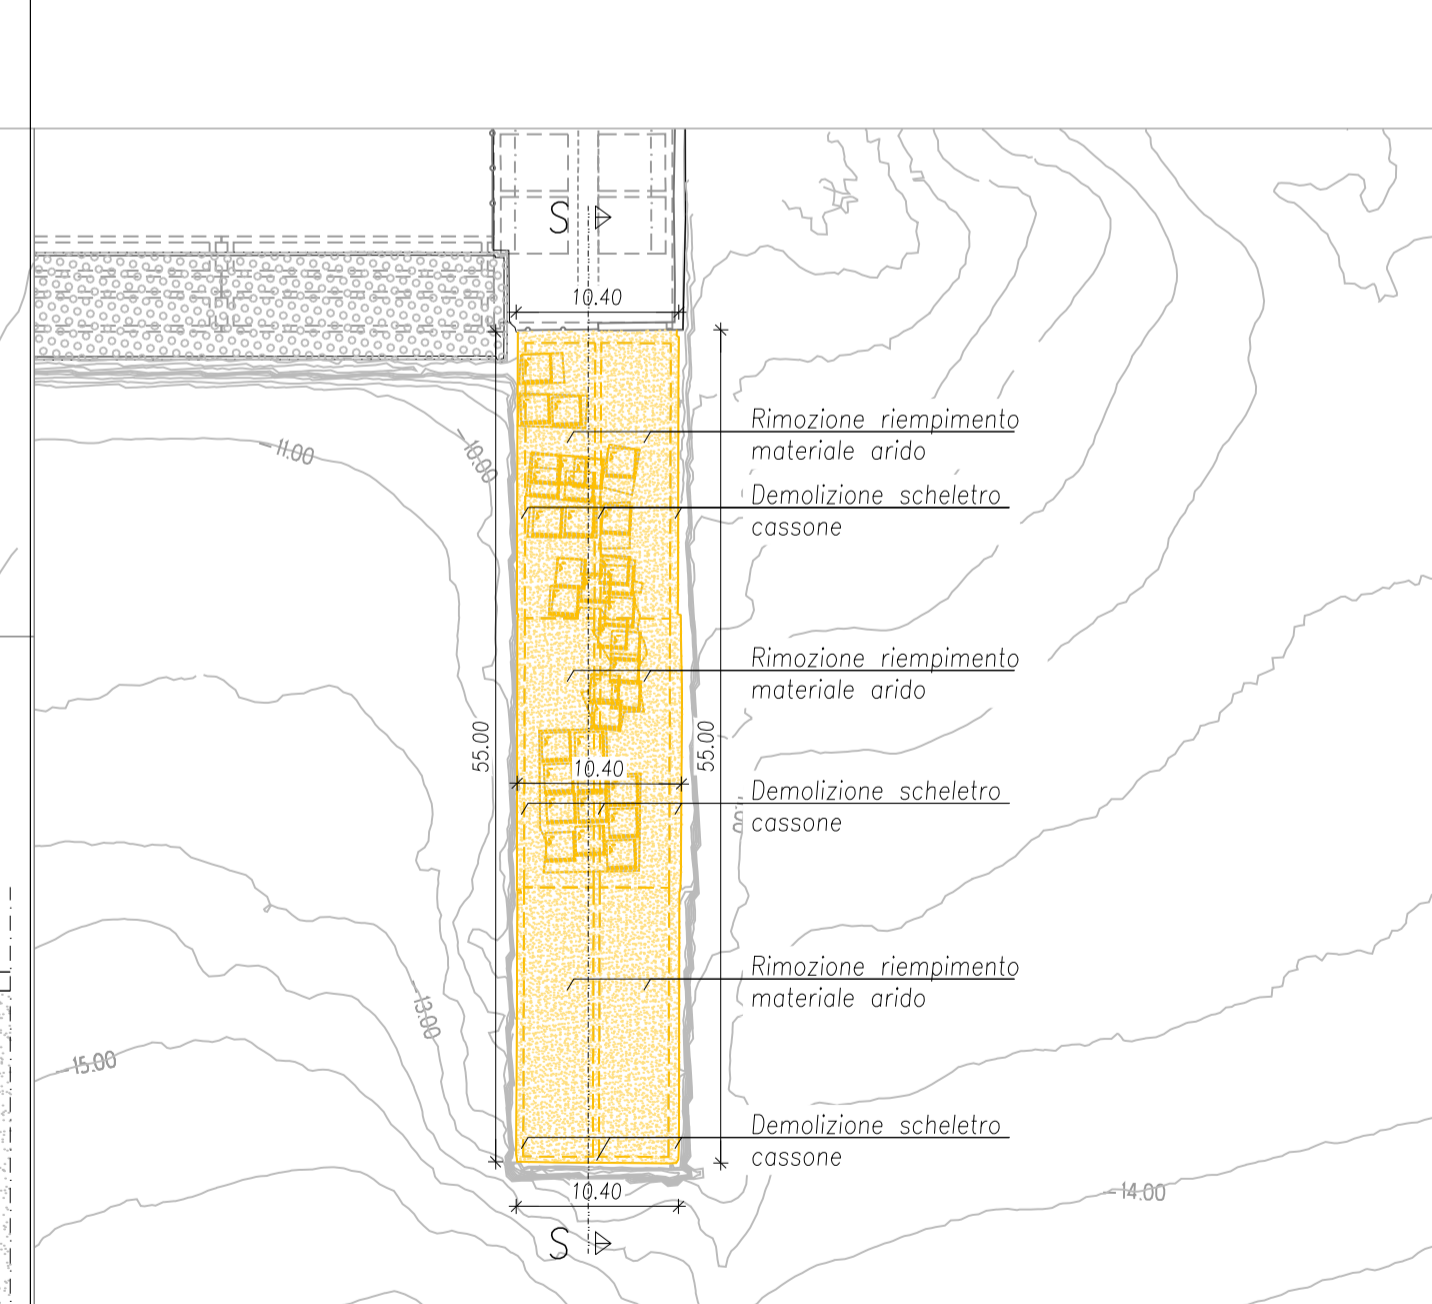 S
10.40
Rimozione riempimento
materiale arido
-11.00
-10.00
Demolizione scheletro
cassone
Rimozione riempimento
materiale arido
55.00
55.00
10.40
Demolizione scheletro
cassone
Rimozione riempimento
materiale arido
-13.00
-15.00
Demolizione scheletro
cassone
10.40
-14.00
S